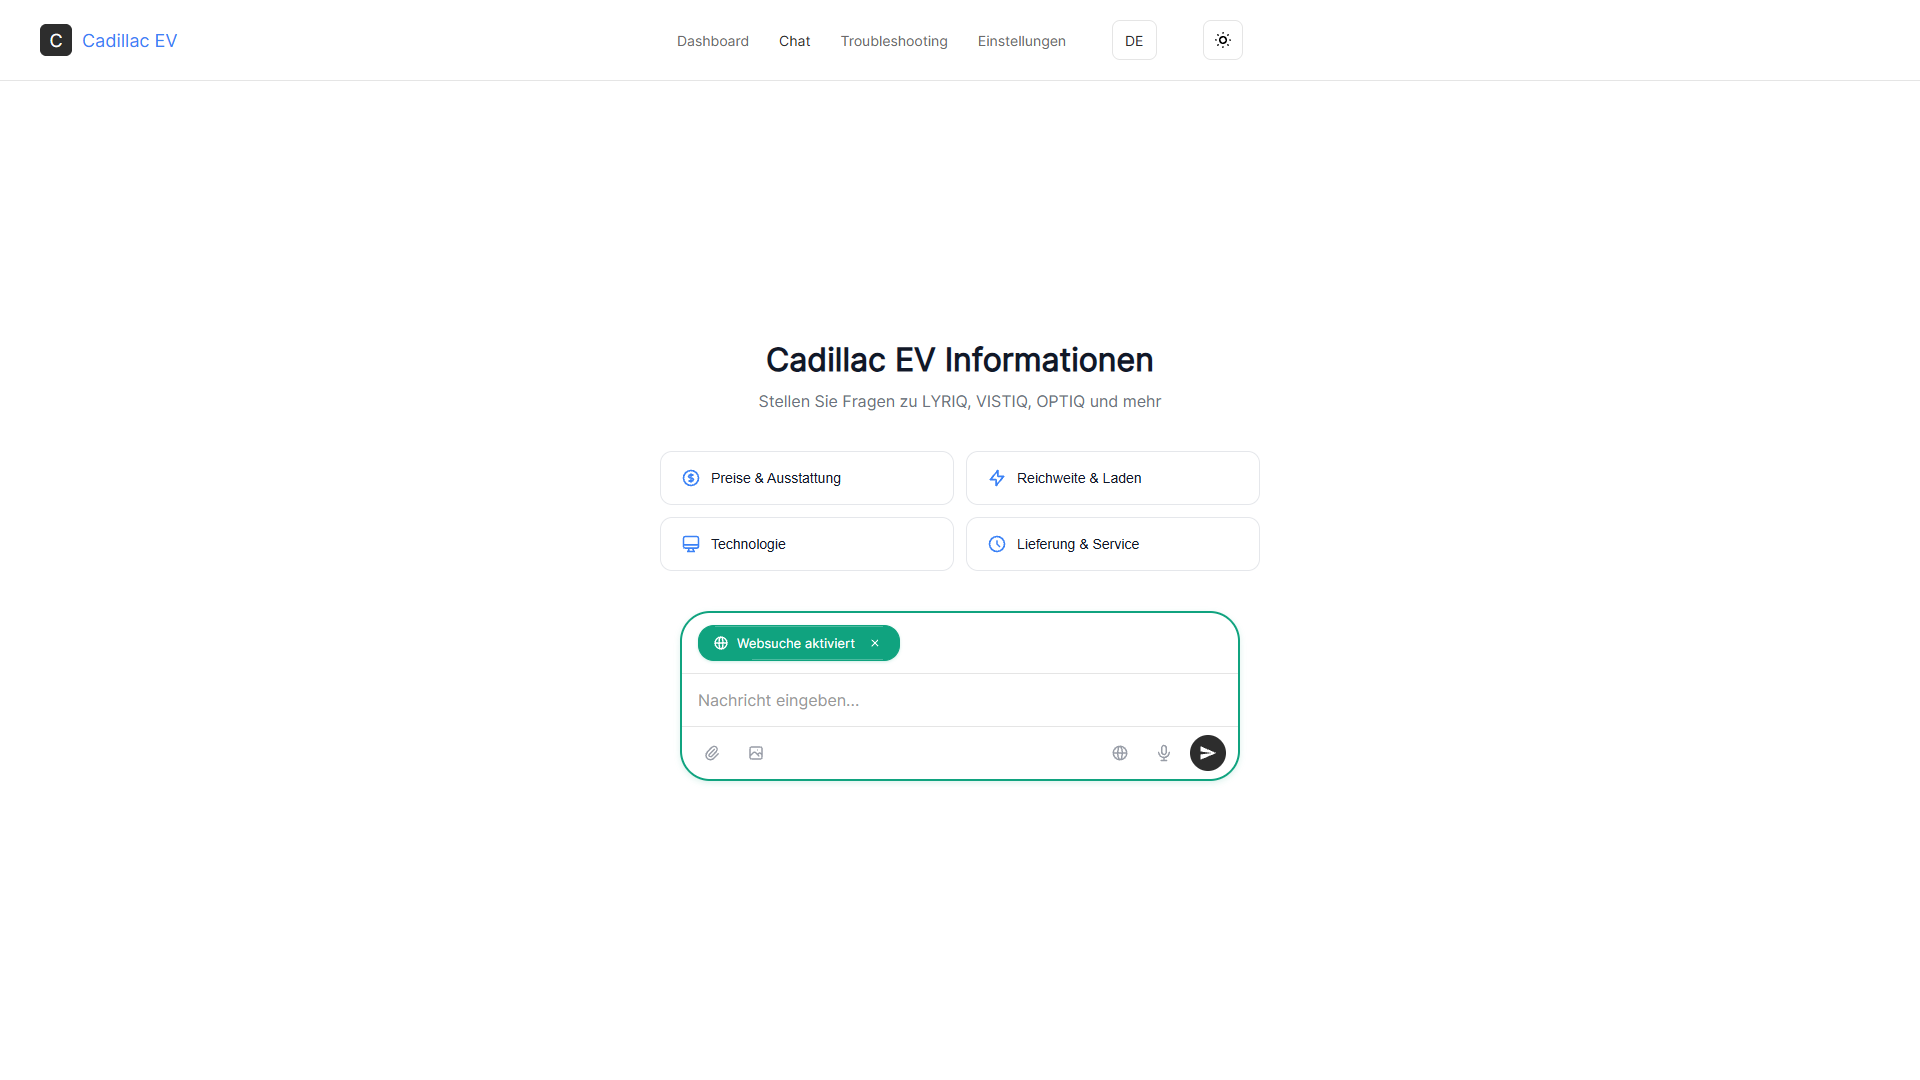 C Cadillac EV
Dashboard Chat Troubleshooting Einstellungen DE
Cadillac EV Informationen
Stellen Sie Fragen zu LYRIQ, VISTIQ, OPTIQ und mehr
Preise & Ausstattung
Reichweite & Laden
Technologie
Lieferung & Service
Websuche aktiviert ×
Nachricht eingeben...